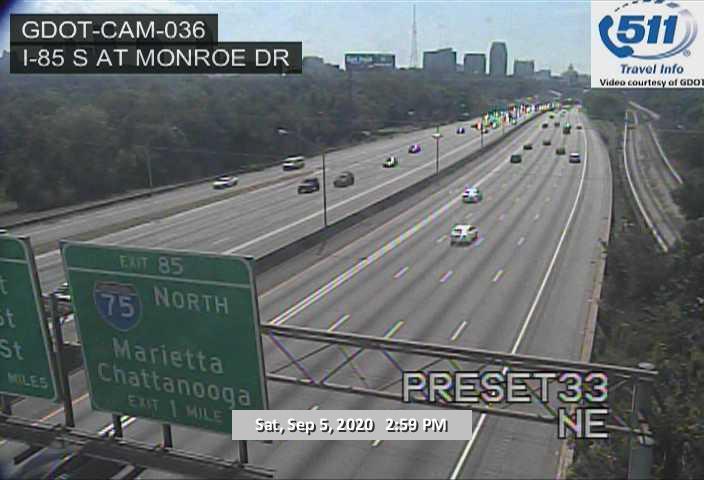 GDOT-CAM-036
I-85 S AT MONROE DR
511
Travel Info
Video courtesy of GDOT
t
St
MILES
EXIT 85
75 NORTH
Marietta
Chattanooga
EXIT 1 MILE
PRESET33
NE
Sat, Sep 5, 2020 2:59 PM